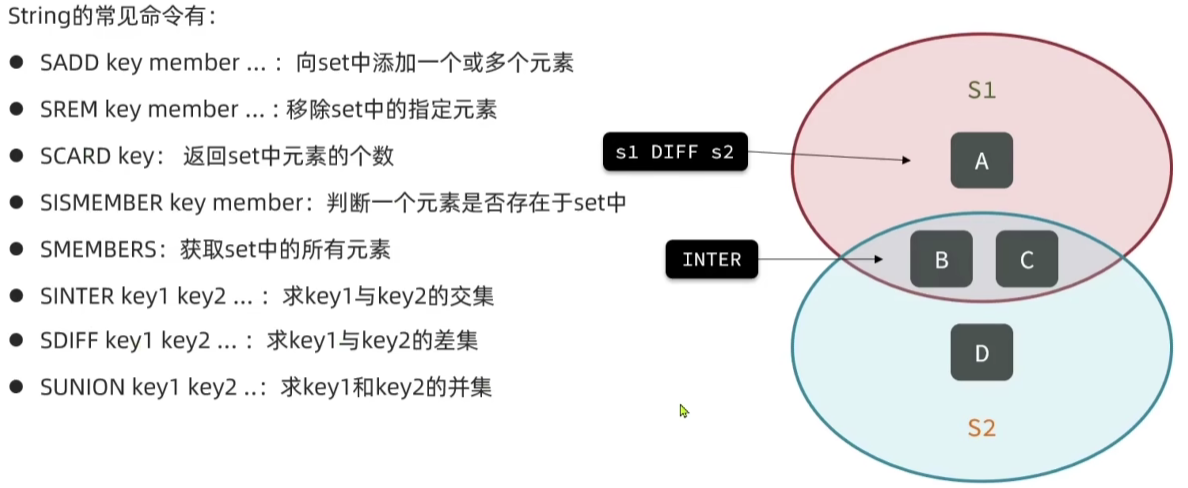 String的常见命令有：
● SADD key member ... ：向set中添加一个或多个元素
● SREM key member ... : 移除set中的指定元素
● SCARD key： 返回set中元素的个数
● SISMEMBER key member：判断一个元素是否存在于set中
● SMEMBERS：获取set中的所有元素
● SINTER key1 key2 ... ：求key1与key2的交集
● SDIFF key1 key2 ... ：求key1与key2的差集
● SUNION key1 key2 ..：求key1和key2的并集
S1
s1 DIFF s2
A
INTER
B
C
D
S2